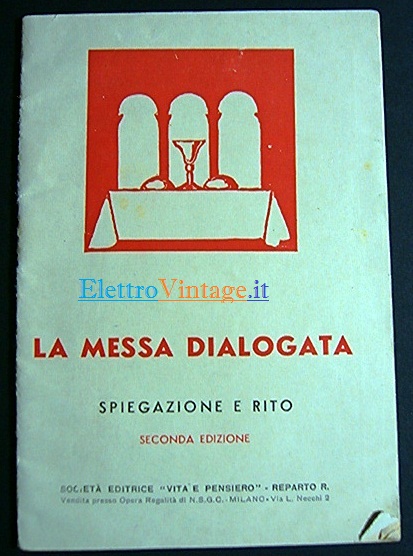 ElettroVintage.it
LA MESSA DIALOGATA
SPIEGAZIONE E RITO
SECONDA EDIZIONE
SOCIETÀ EDITRICE "VITA E PENSIERO" - REPARTO R.
Vendita presso Opera Regalità di N.S.G.C. - MILANO - Via L. Necchi 2